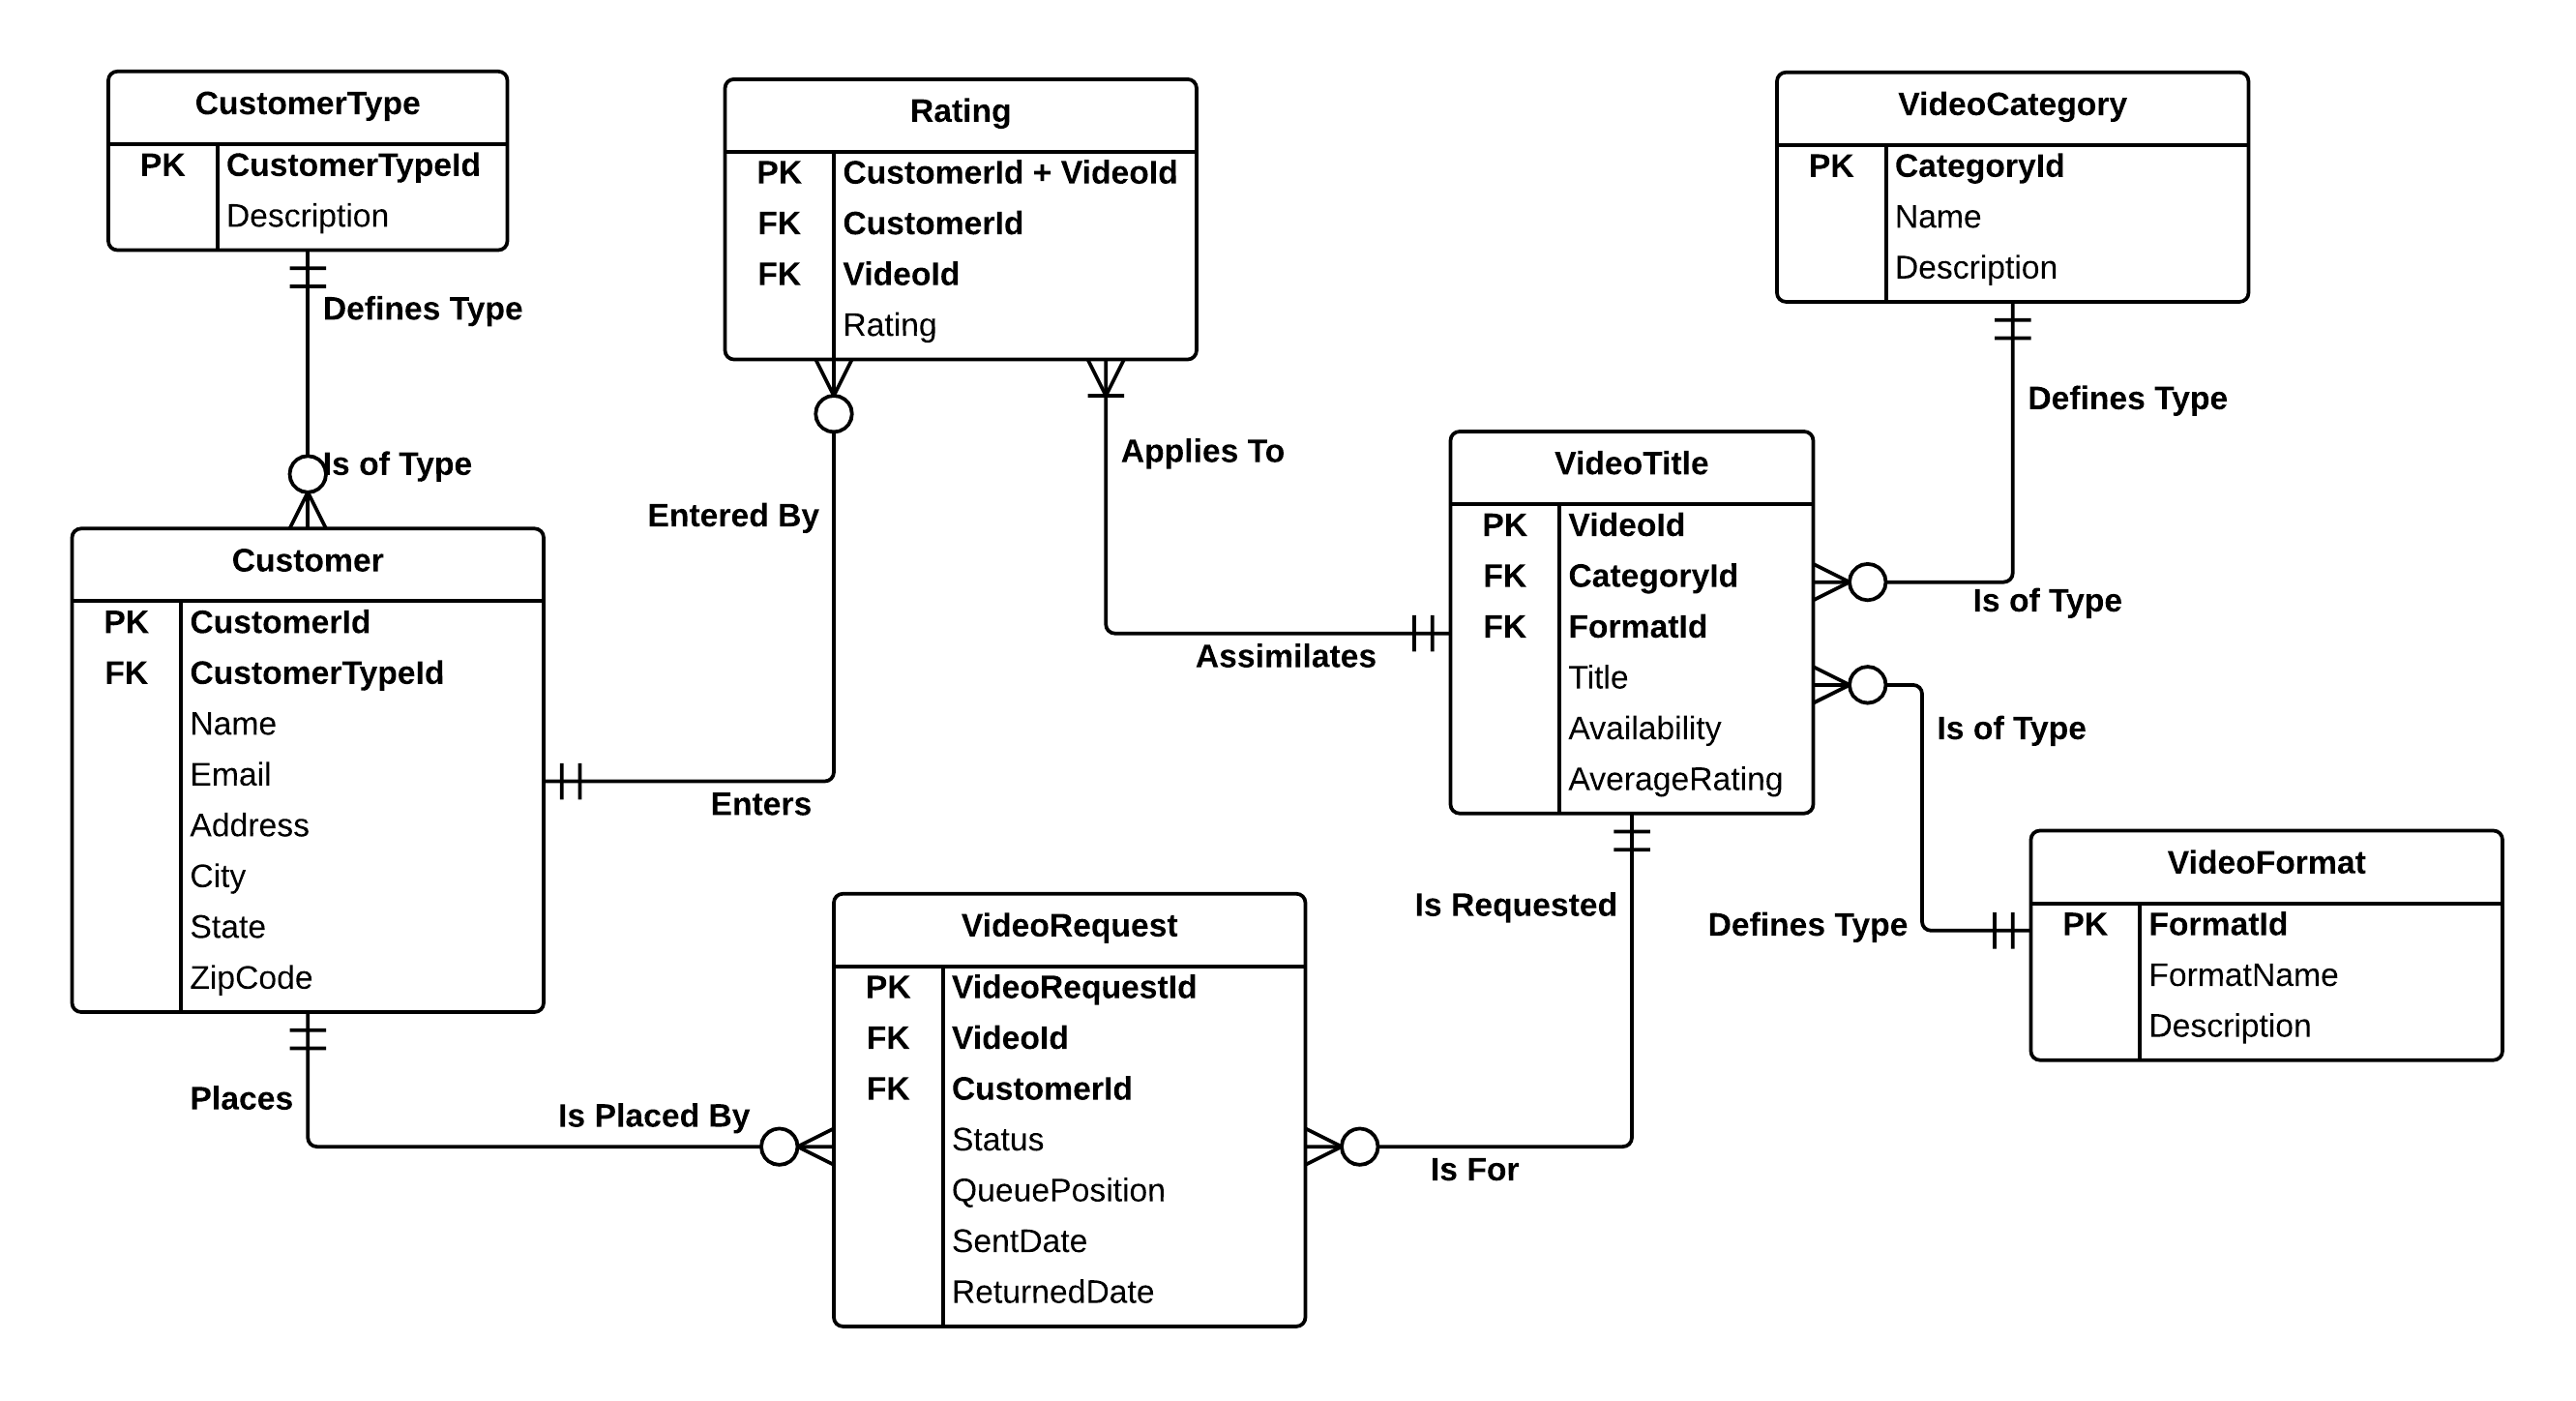 CustomerType
PK CustomerTypeId
Description
Defines Type
Is of Type
Customer
PK CustomerId
FK CustomerTypeId
Name
Email
Address
City
State
ZipCode
Places
Is Placed By
Rating
PK CustomerId + VideoId
FK CustomerId
FK VideoId
Rating
Entered By
Enters
Applies To
Assimilates
VideoRequest
PK VideoRequestId
FK VideoId
FK CustomerId
Status
QueuePosition
SentDate
ReturnedDate
Is For
Is Requested
VideoTitle
PK VideoId
FK CategoryId
FK FormatId
Title
Availability
AverageRating
VideoCategory
PK CategoryId
Name
Description
Defines Type
Is of Type
Is of Type
Defines Type
VideoFormat
PK FormatId
FormatName
Description